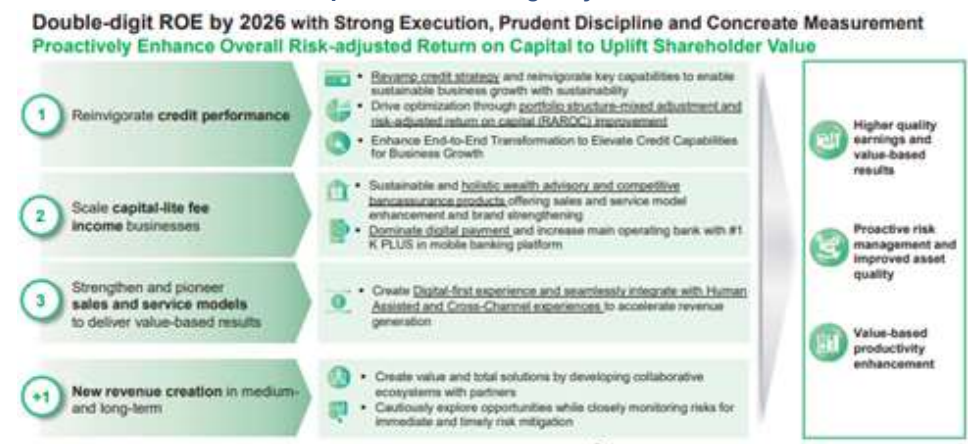 Double-digit ROE by 2026 with Strong Execution, Prudent Discipline and Concreate Measurement
Proactively Enhance Overall Risk-adjusted Return on Capital to Uplift Shareholder Value
1
Reinvigorate credit performance
• Revamp credit strategy and reinvigorate key capabilities to enable
sustainable business growth with sustainability
• Drive optimization through portfolio structure-mixed adjustment and
risk-adjusted return on capital (RAROC) improvement
• Enhance End-to-End Transformation to Elevate Credit Capabilities
for Business Growth
2
Scale capital-lite fee
income businesses
• Sustainable and holistic wealth advisory and competitive
bancassurance products offering sales and service model
enhancement and brand strengthening
• Dominate digital payment and increase main operating bank with #1
K PLUS in mobile banking platform
3
Strengthen and pioneer
sales and service models
to deliver value-based results
• Create Digital-first experience and seamlessly integrate with Human
Assisted and Cross-Channel experiences to accelerate revenue
generation
+1
New revenue creation in medium-
and long-term
• Create value and total solutions by developing collaborative
ecosystems with partners
• Cautiously explore opportunities while closely monitoring risks for
immediate and timely risk mitigation
Higher quality
earnings and
value-based
results
Proactive risk
management and
improved asset
quality
Value-based
productivity
enhancement